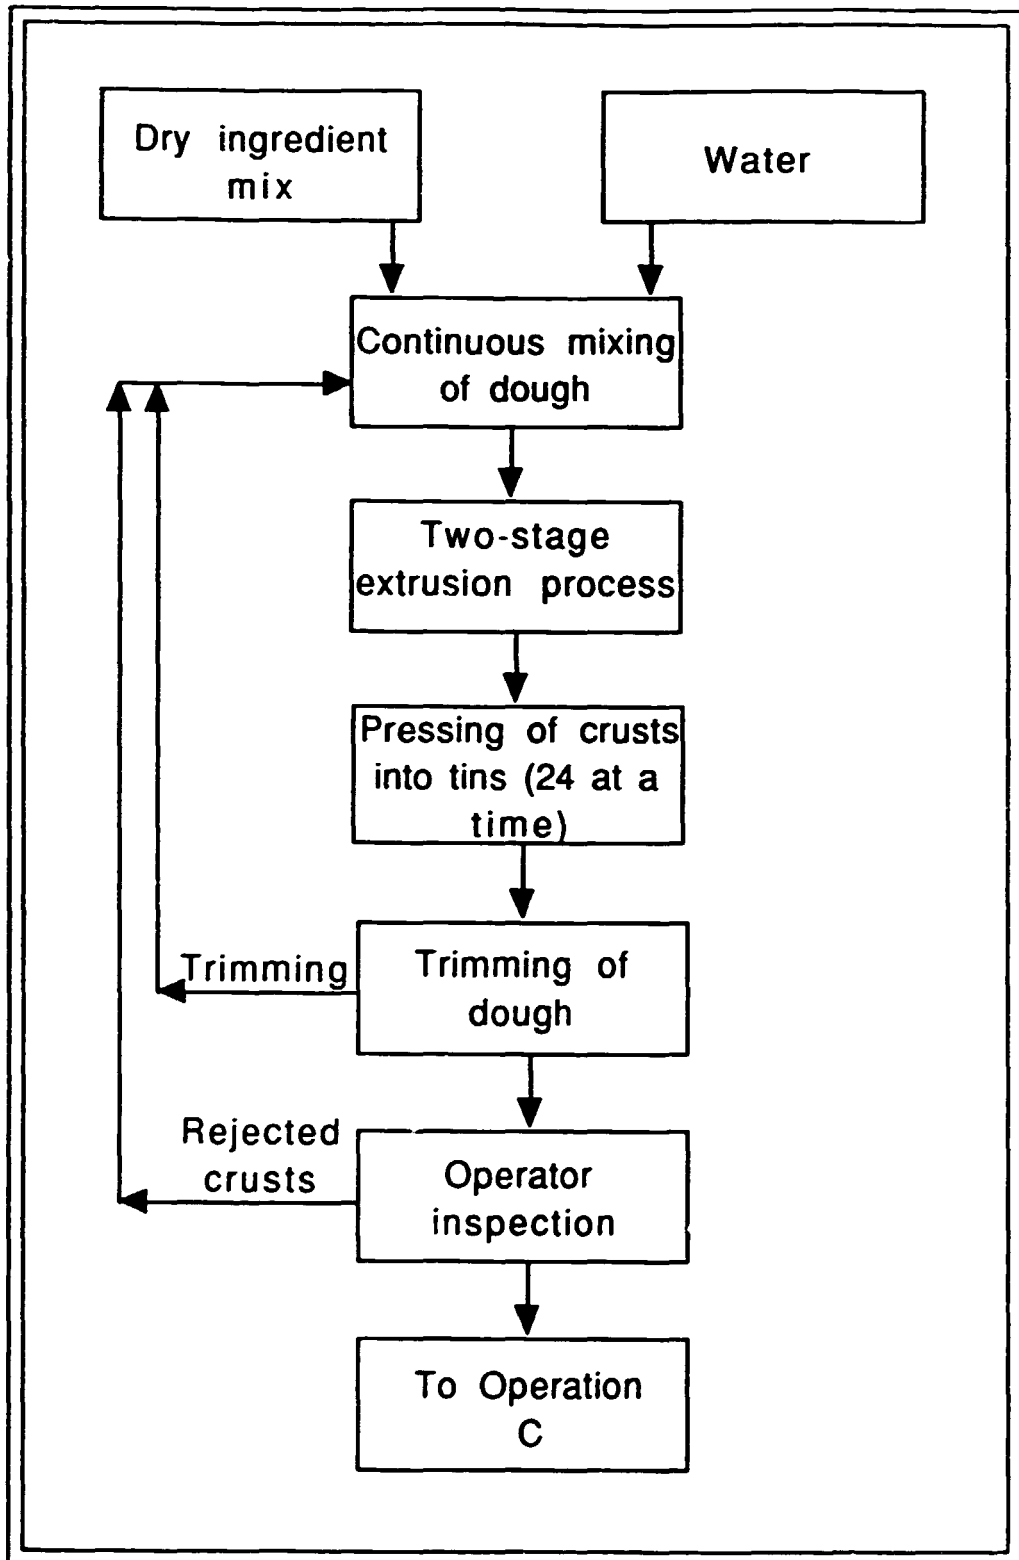 Dry ingredient
mix
Water
Continuous mixing
of dough
Two-stage
extrusion process
Pressing of crusts
into tins (24 at a
time)
Trimming
Trimming of
dough
Rejected
crusts
Operator
inspection
To Operation
C